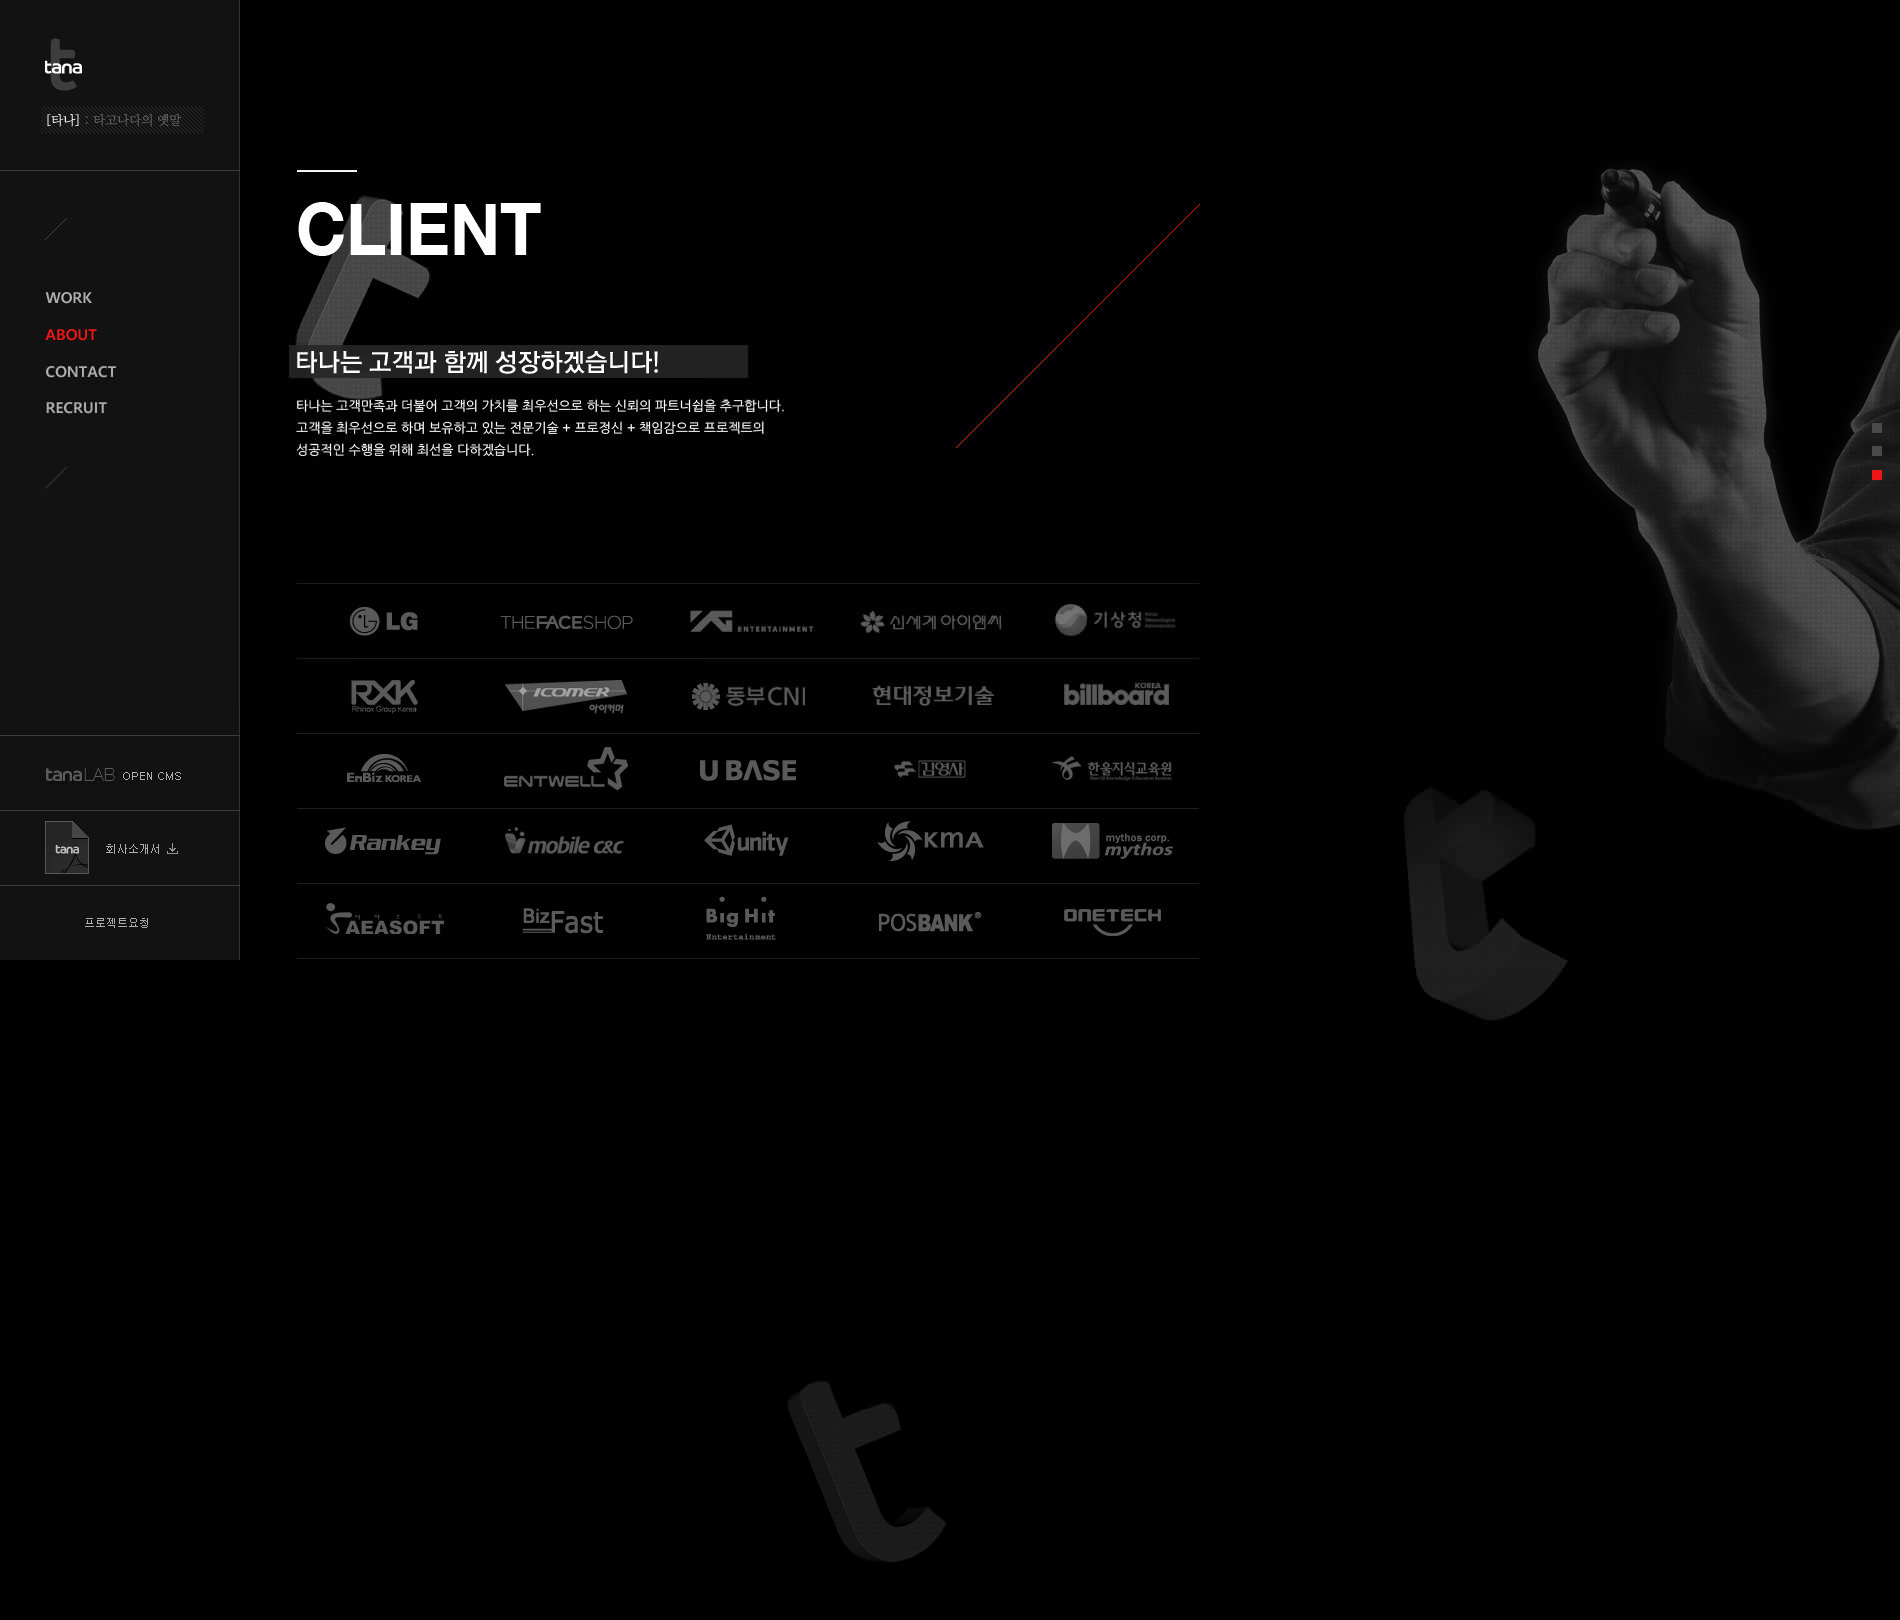 tana
[타나] : 타고나다의 옛말
WORK
ABOUT
CONTACT
RECRUIT
tanaLAB OPEN CMS
tana
회사소개서
프로젝트요청
CLIENT
타나는 고객과 함께 성장하겠습니다!
타나는 고객만족과 더불어 고객의 가치를 최우선으로 하는 신뢰의 파트너쉽을 추구합니다.
고객을 최우선으로 하며 보유하고 있는 전문기술 + 프로정신 + 책임감으로 프로젝트의
성공적인 수행을 위해 최선을 다하겠습니다.
LG
THEFACESHOP
YG ENTERTAINMENT
신세계 아이앤씨
기상청
RXK
Rhinox Group Korea
ICOMER
아이커머
동부CNI
현대정보기술
KOREA
billboard
EnBiz KOREA
ENTWELL
U BASE
김영사
한울지식교육원
Rankey
mobile c&c
unity
KMA
mythos corp.
mythos
AEASOFT
BizFast
Big Hit
Entertainment
POSBANK®
ONETECH